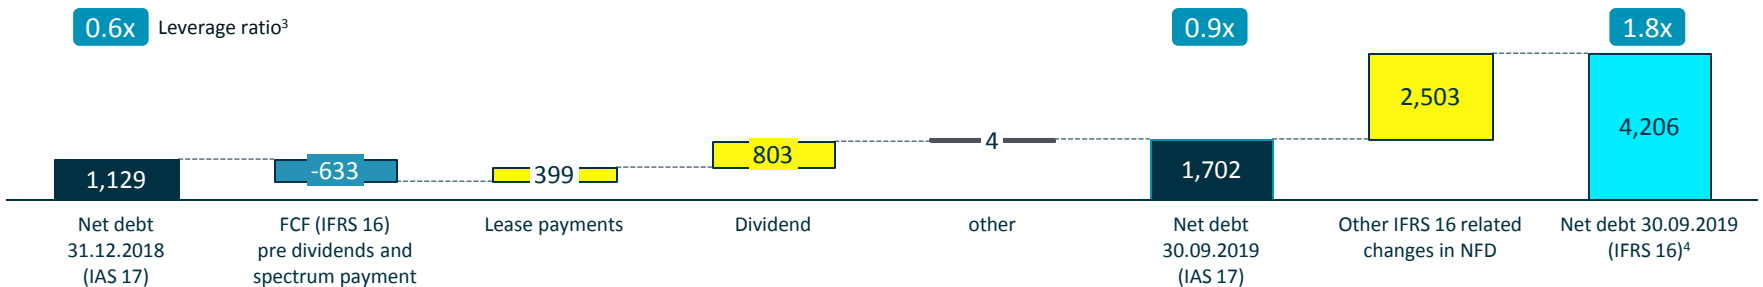 0.6x Leverage ratio³ 0.9x 1.8x
1,129 -633 399 803 4 1,702 2,503 4,206
Net debt
31.12.2018
(IAS 17)
FCF (IFRS 16)
pre dividends and
spectrum payment
Lease payments
Dividend
other
Net debt
30.09.2019
(IAS 17)
Other IFRS 16 related
changes in NFD
Net debt 30.09.2019
(IFRS 16)⁴